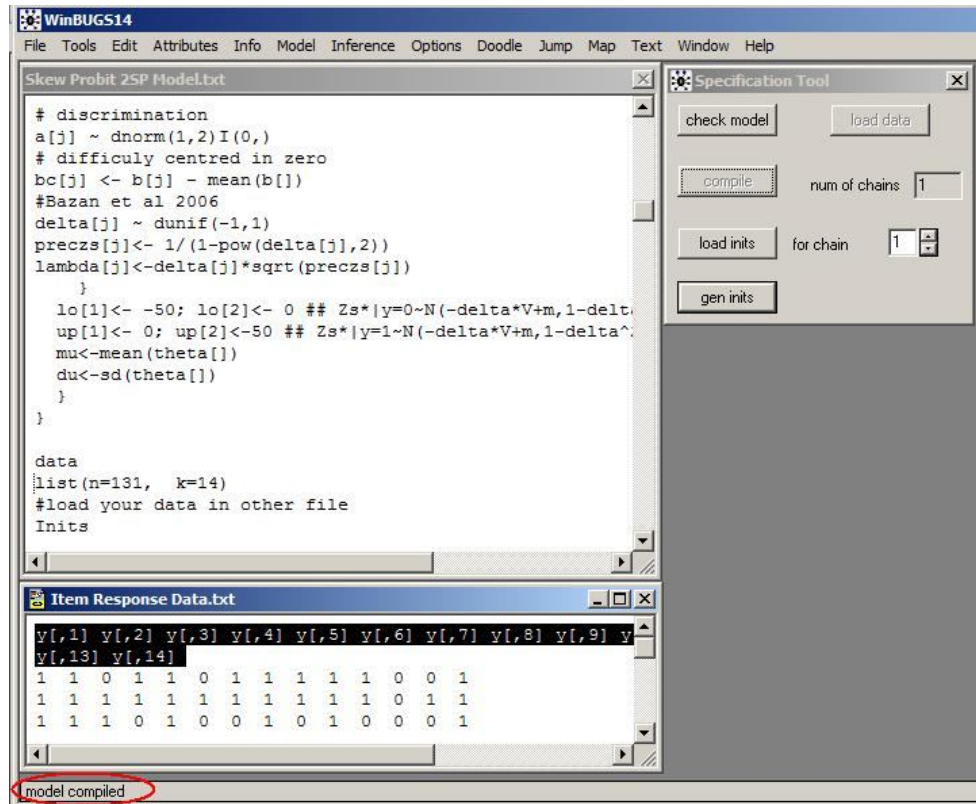 WinBUGS14
File Tools Edit Attributes Info Model Inference Options Doodle Jump Map Text Window Help
Skew Probit 2SP Model.txt
# discrimination
a[j] ~ dnorm(1,2)I(0,)
# difficuly centred in zero
bc[j] <- b[j] - mean(b[])
#Bazan et al 2006
delta[j] ~ dunif(-1,1)
preczs[j]<- 1/(1-pow(delta[j],2))
lambda[j]<-delta[j]*sqrt(preczs[j])
}
lo[1]<- -50; lo[2]<- 0 ## Zs*|y=0~N(-delta*V+m,1-delt
up[1]<- 0; up[2]<-50 ## Zs*|y=1~N(-delta*V+m,1-delta^
mu<-mean(theta[])
du<-sd(theta[])
}
}
data
list(n=131, k=14)
#load your data in other file
Inits
Specification Tool
check model load data
compile num of chains 1
load inits for chain 1
gen inits
Item Response Data.txt
y[,1] y[,2] y[,3] y[,4] y[,5] y[,6] y[,7] y[,8] y[,9] y
y[,13] y[,14]
1 1 0 1 1 0 1 1 1 1 1 0 0 1
1 1 1 1 1 1 1 1 1 1 1 0 1 1
1 1 1 0 1 0 0 1 0 1 0 0 0 1
model compiled